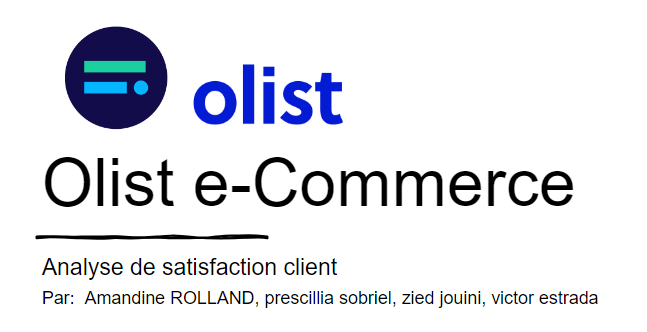 olist
Olist e-Commerce
Analyse de satisfaction client
Par: Amandine ROLLAND, prescillia sobriel, zied jouini, victor estrada